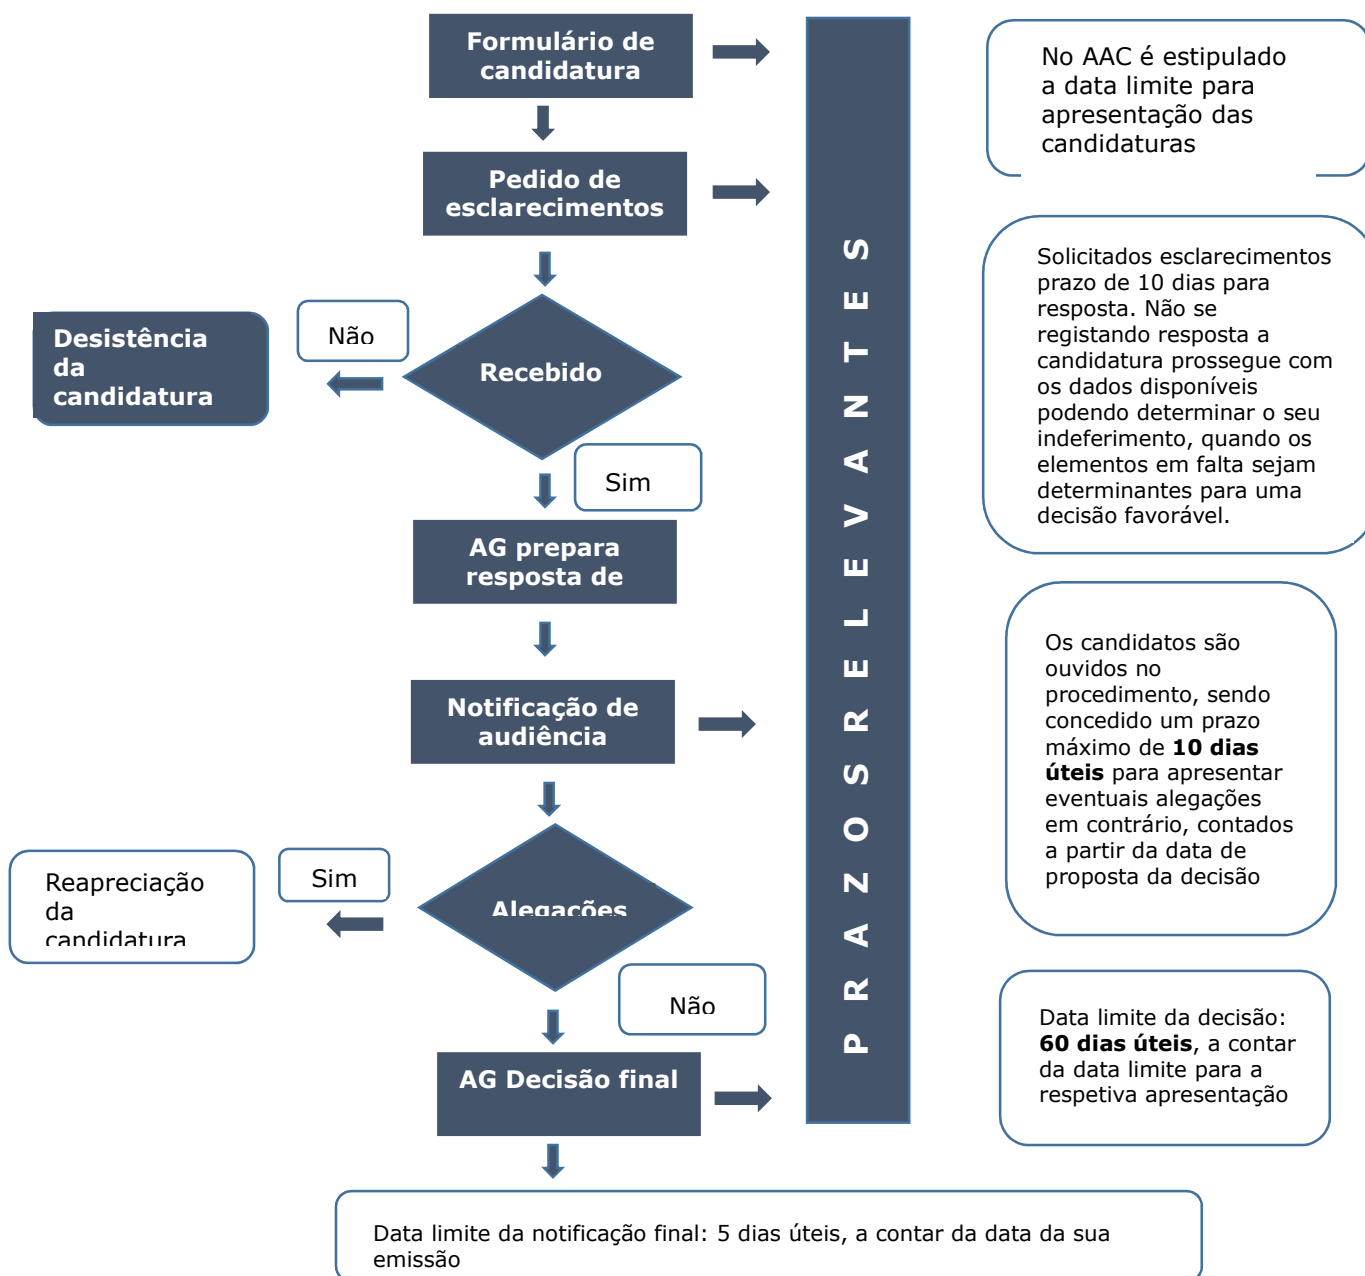 Formulário de
candidatura
No AAC é estipulado
a data limite para
apresentação das
candidaturas
Pedido de
esclarecimentos
Solicitados esclarecimentos
prazo de 10 dias para
resposta. Não se
registando resposta a
candidatura prossegue com
os dados disponíveis
podendo determinar o seu
indeferimento, quando os
elementos em falta sejam
determinantes para uma
decisão favorável.
Desistência
da
candidatura
Não
Recebido
Sim
AG prepara
resposta de
Notificação de
audiência
Os candidatos são
ouvidos no
procedimento, sendo
concedido um prazo
máximo de 10 dias
úteis para apresentar
eventuais alegações
em contrário, contados
a partir da data de
proposta da decisão
Reapreciação
da
candidatura
Sim
Alegações
Não
AG Decisão final
Data limite da decisão:
60 dias úteis, a contar
da data limite para a
respetiva apresentação
PRAZOSRELEVANTES
Data limite da notificação final: 5 dias úteis, a contar da data da sua
emissão